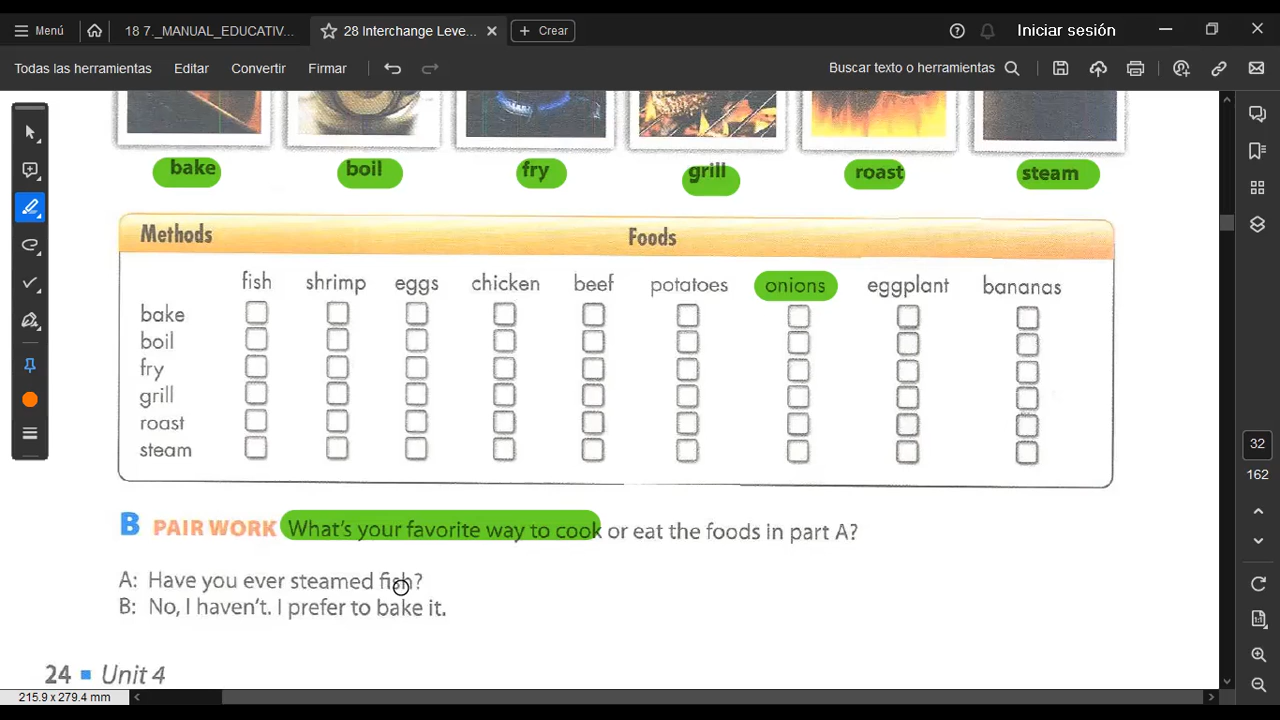 Menú
18 7._MANUAL_EDUCATIV...
28 Interchange Leve...
Crear
Iniciar sesión
Todas las herramientas
Editar
Convertir
Firmar
Buscar texto o herramientas
bake boil fry grill roast steam
Methods Foods
fish shrimp eggs chicken beef potatoes onions eggplant bananas
bake
boil
fry
grill
roast
steam
32
162
B PAIR WORK What's your favorite way to cook or eat the foods in part A?
A: Have you ever steamed fish?
B: No, I haven't. I prefer to bake it.
24 Unit 4
215.9 x 279.4 mm